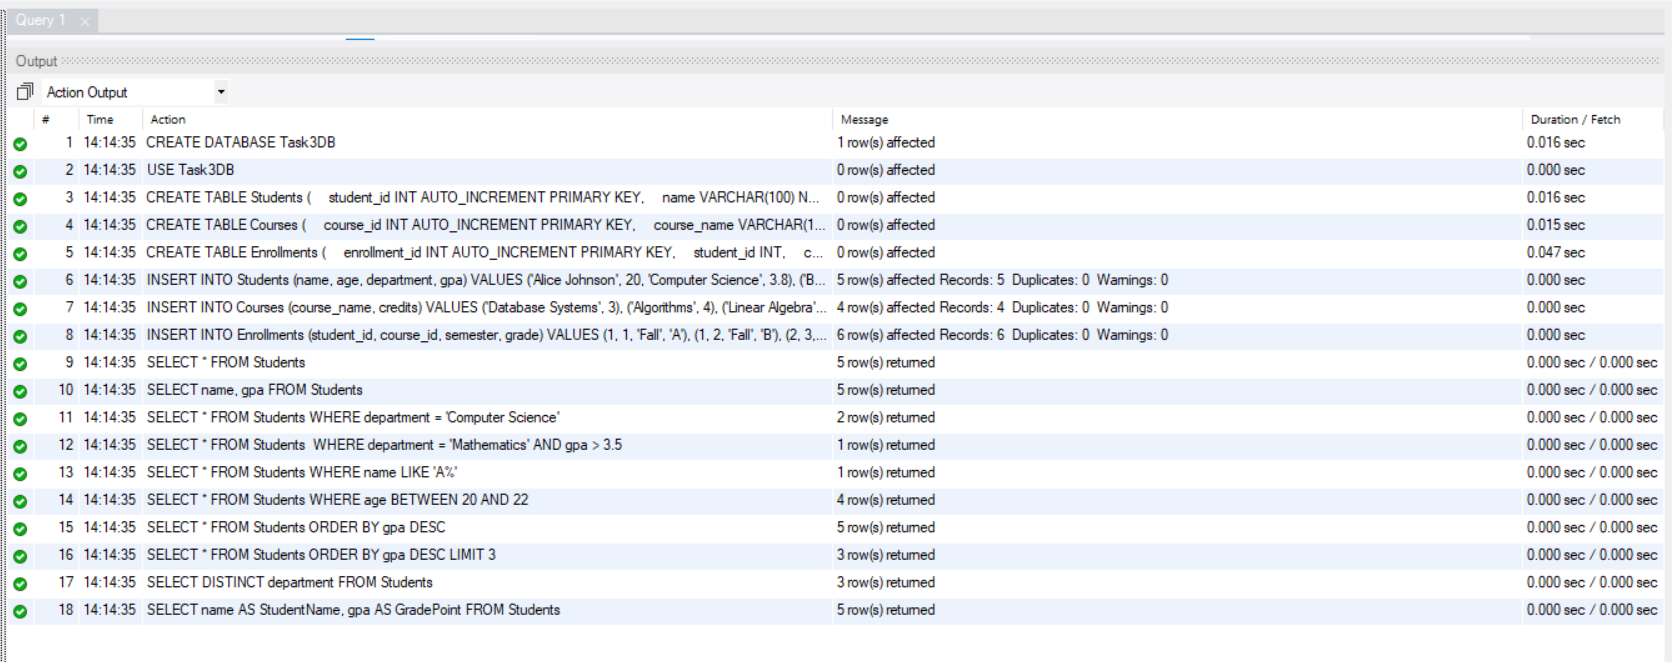 Query 1 ×
Output
Action Output
# Time Action Message Duration / Fetch
1 14:14:35 CREATE DATABASE Task3DB 1 row(s) affected 0.016 sec
2 14:14:35 USE Task3DB 0 row(s) affected 0.000 sec
3 14:14:35 CREATE TABLE Students ( student_id INT AUTO_INCREMENT PRIMARY KEY, name VARCHAR(100) N... 0 row(s) affected 0.016 sec
4 14:14:35 CREATE TABLE Courses ( course_id INT AUTO_INCREMENT PRIMARY KEY, course_name VARCHAR(1... 0 row(s) affected 0.015 sec
5 14:14:35 CREATE TABLE Enrollments ( enrollment_id INT AUTO_INCREMENT PRIMARY KEY, student_id INT, c... 0 row(s) affected 0.047 sec
6 14:14:35 INSERT INTO Students (name, age, department, gpa) VALUES ('Alice Johnson', 20, 'Computer Science', 3.8), ('B... 5 row(s) affected Records: 5 Duplicates: 0 Warnings: 0 0.000 sec
7 14:14:35 INSERT INTO Courses (course_name, credits) VALUES ('Database Systems', 3), ('Algorithms', 4), ('Linear Algebra'... 4 row(s) affected Records: 4 Duplicates: 0 Warnings: 0 0.000 sec
8 14:14:35 INSERT INTO Enrollments (student_id, course_id, semester, grade) VALUES (1, 1, 'Fall', 'A'), (1, 2, 'Fall', 'B'), (2, 3,... 6 row(s) affected Records: 6 Duplicates: 0 Warnings: 0 0.000 sec
9 14:14:35 SELECT * FROM Students 5 row(s) returned 0.000 sec / 0.000 sec
10 14:14:35 SELECT name, gpa FROM Students 5 row(s) returned 0.000 sec / 0.000 sec
11 14:14:35 SELECT * FROM Students WHERE department = 'Computer Science' 2 row(s) returned 0.000 sec / 0.000 sec
12 14:14:35 SELECT * FROM Students WHERE department = 'Mathematics' AND gpa > 3.5 1 row(s) returned 0.000 sec / 0.000 sec
13 14:14:35 SELECT * FROM Students WHERE name LIKE 'A%' 1 row(s) returned 0.000 sec / 0.000 sec
14 14:14:35 SELECT * FROM Students WHERE age BETWEEN 20 AND 22 4 row(s) returned 0.000 sec / 0.000 sec
15 14:14:35 SELECT * FROM Students ORDER BY gpa DESC 5 row(s) returned 0.000 sec / 0.000 sec
16 14:14:35 SELECT * FROM Students ORDER BY gpa DESC LIMIT 3 3 row(s) returned 0.000 sec / 0.000 sec
17 14:14:35 SELECT DISTINCT department FROM Students 3 row(s) returned 0.000 sec / 0.000 sec
18 14:14:35 SELECT name AS StudentName, gpa AS GradePoint FROM Students 5 row(s) returned 0.000 sec / 0.000 sec